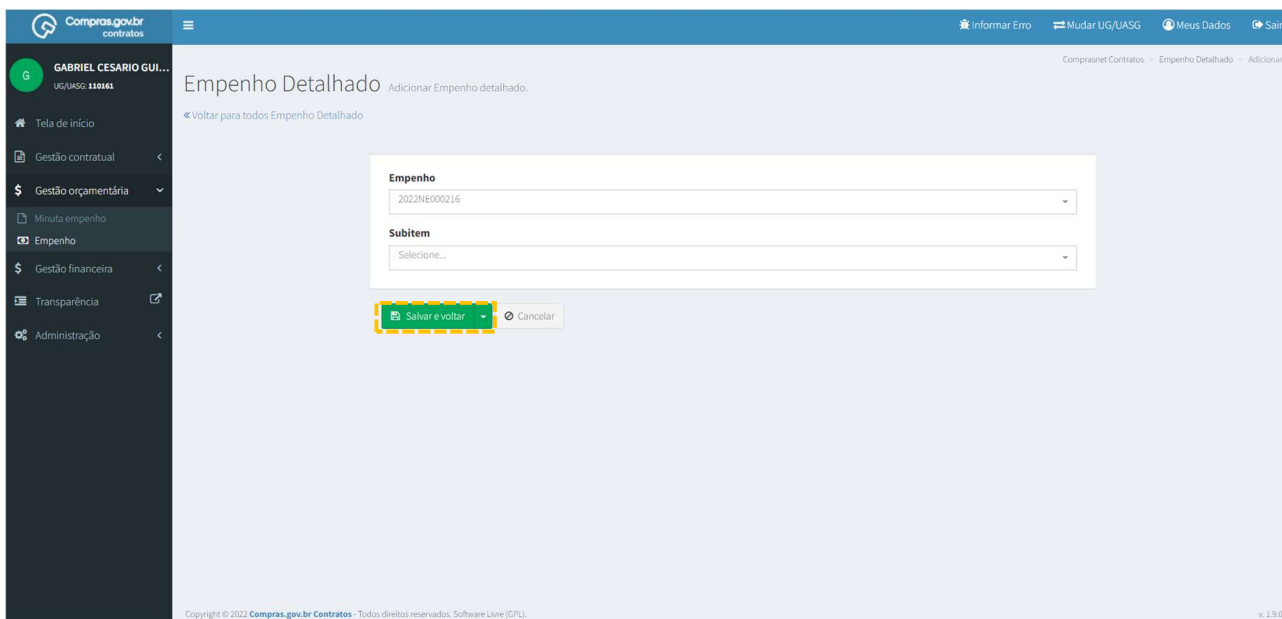 Compras.gov.br
contratos
Informar Erro
Mudar UG/UASG
Meus Dados
Sair
G
GABRIEL CESARIO GUI...
UG/UASG: 110161
Comprasnet Contratos > Empenho Detalhado > Adicionar
Empenho Detalhado Adicionar Empenho detalhado.
« Voltar para todos Empenho Detalhado
Tela de início
Gestão contratual
$ Gestão orçamentária
Minuta empenho
Empenho
$ Gestão financeira
Transparência
Administração
Empenho
2022NE000216
Subitem
Selecione...
Salvar e voltar
Cancelar
Copyright © 2022 Compras.gov.br Contratos - Todos direitos reservados. Software Livre (GPL).
v. 1.9.0